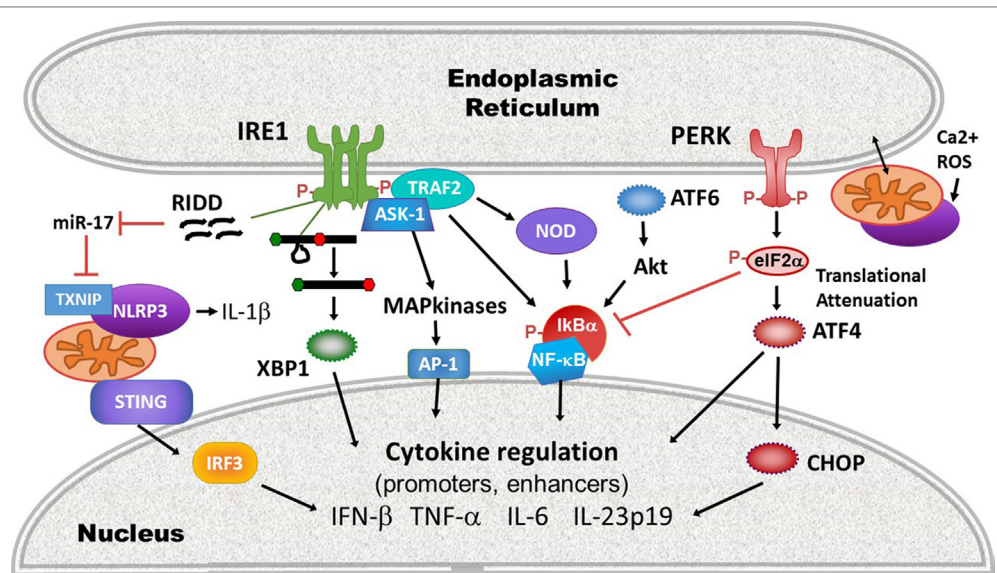 Endoplasmic
Reticulum
IRE1
PERK
Ca2+
ROS
P-
-P
TRAF2
P-
-P
RIDD
ASK-1
ATF6
miR-17
NOD
P-
eIF2α
Akt
Translational
Attenuation
TXNIP
NLRP3
IL-1β
MAPkinases
P-
IkBα
ATF4
NF-κB
XBP1
AP-1
STING
Cytokine regulation
(promoters, enhancers)
IRF3
CHOP
IFN-β TNF-α IL-6 IL-23p19
Nucleus